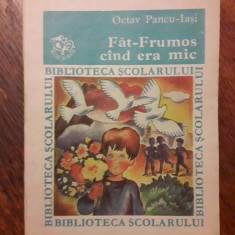 Octav Pancu-Iaşi
Făt-Frumos
cînd era mic
BIBLIOTECA ŞCOLARULUI
BIBLIOTECA ŞCOLARULUI
BIBLIOTECA ŞCOLARULUI
BIBLIOTECA ŞCOLARULUI